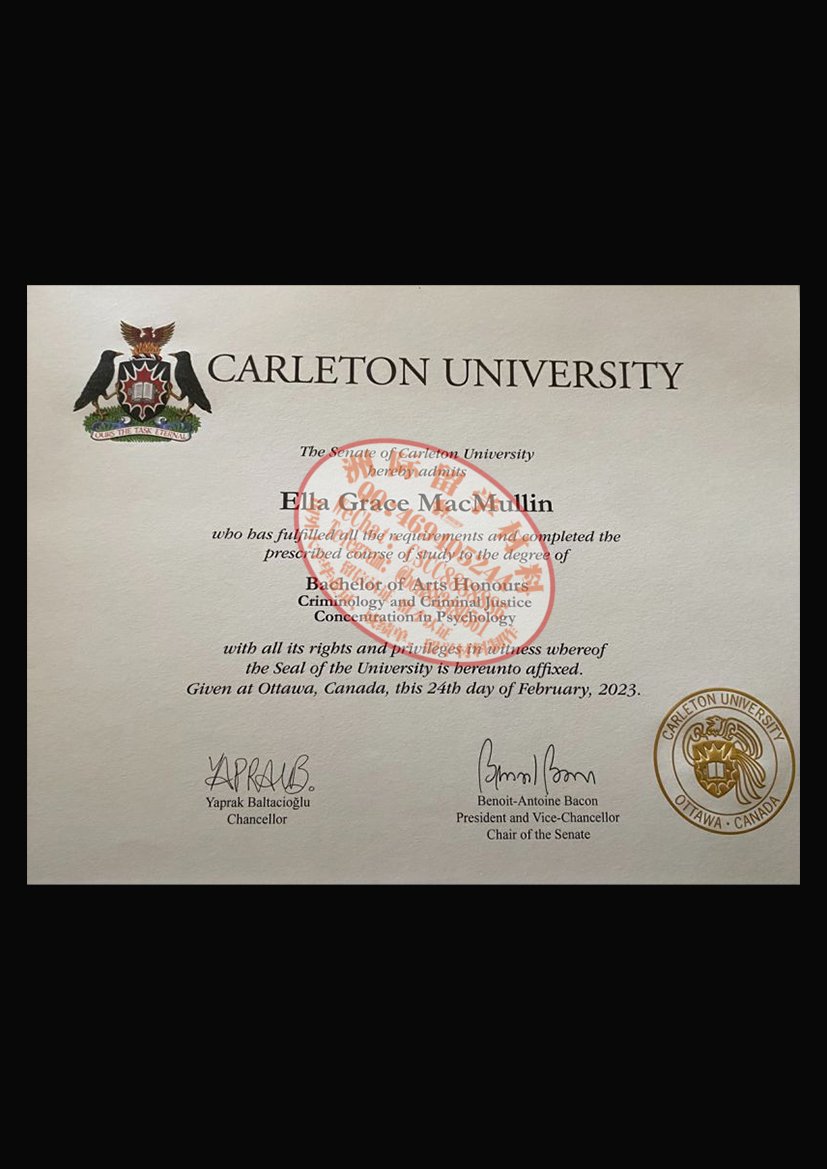 OURS THE TASK ETERNAL
CARLETON UNIVERSITY
The Senate of Carleton University
hereby admits
Ella Grace MacMullin
who has fulfilled all the requirements and completed the
prescribed course of study to the degree of
Bachelor of Arts Honours
Criminology and Criminal Justice
Concentration in Psychology
with all its rights and privileges in witness whereof
the Seal of the University is hereunto affixed.
Given at Ottawa, Canada, this 24th day of February, 2023.
YAPRAK B.
Yaprak Baltacioğlu
Chancellor
Benoit-Antoine Bacon
President and Vice-Chancellor
Chair of the Senate
CARLETON UNIVERSITY
OTTAWA · CANADA
QQ:
WeChat:
Telegram: